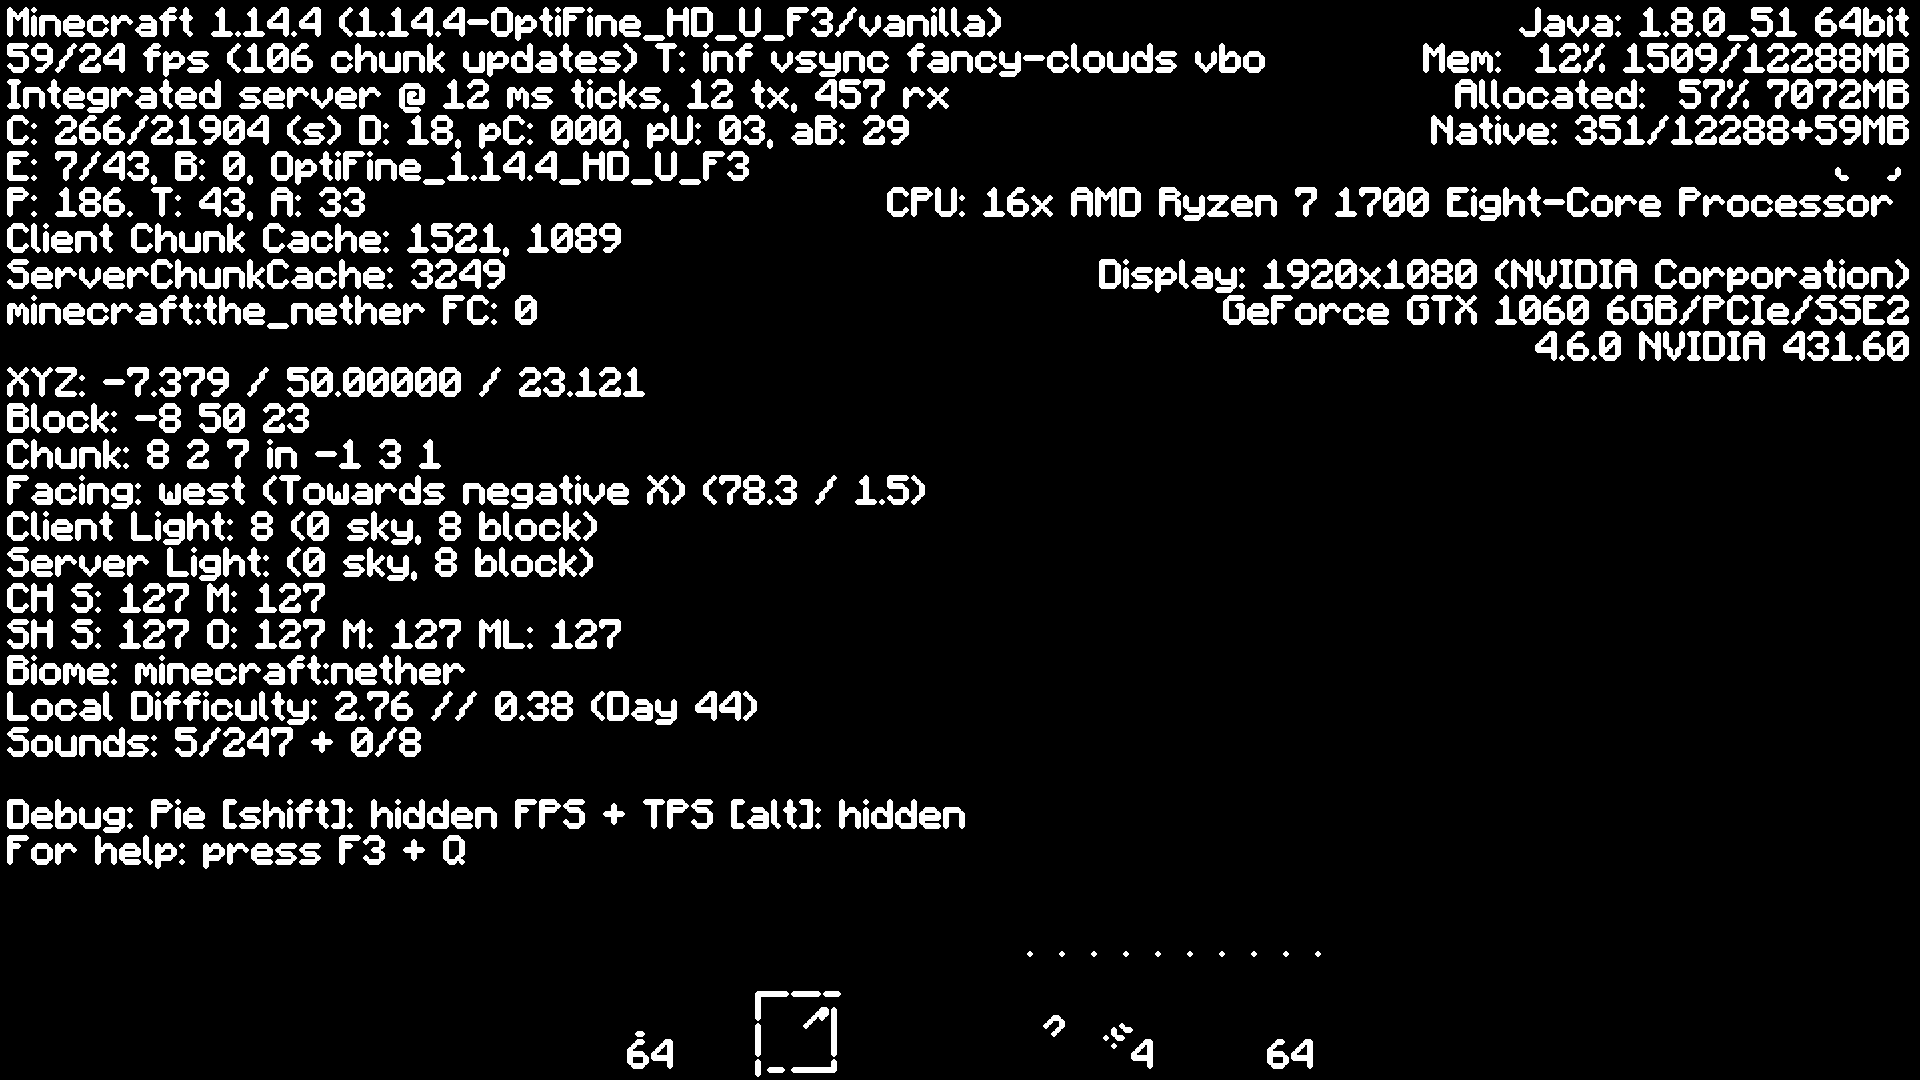 Minecraft 1.14.4 (1.14.4-OptiFine_HD_U_F3/vanilla)
59/24 fps (106 chunk updates) T: inf vsync fancy-clouds vbo
Integrated server @ 12 ms ticks, 12 tx, 457 rx
C: 266/21904 (s) D: 18, pC: 000, pU: 03, aB: 29
E: 7/43, B: 0, OptiFine_1.14.4_HD_U_F3
P: 186. T: 43, A: 33
Client Chunk Cache: 1521, 1089
ServerChunkCache: 3249
minecraft:the_nether FC: 0
XYZ: -7.379 / 50.00000 / 23.121
Block: -8 50 23
Chunk: 8 2 7 in -1 3 1
Facing: west (Towards negative X) (78.3 / 1.5)
Client Light: 8 (0 sky, 8 block)
Server Light: (0 sky, 8 block)
CH S: 127 M: 127
SH S: 127 O: 127 M: 127 ML: 127
Biome: minecraft:nether
Local Difficulty: 2.76 // 0.38 (Day 44)
Sounds: 5/247 + 0/8
Debug: Pie [shift]: hidden FPS + TPS [alt]: hidden
For help: press F3 + Q
Java: 1.8.0_51 64bit
Mem: 12% 1509/12288MB
Allocated: 57% 7072MB
Native: 351/12288+59MB
CPU: 16x AMD Ryzen 7 1700 Eight-Core Processor
Display: 1920x1080 (NVIDIA Corporation)
GeForce GTX 1060 6GB/PCIe/SSE2
4.6.0 NVIDIA 431.60
64 4 64